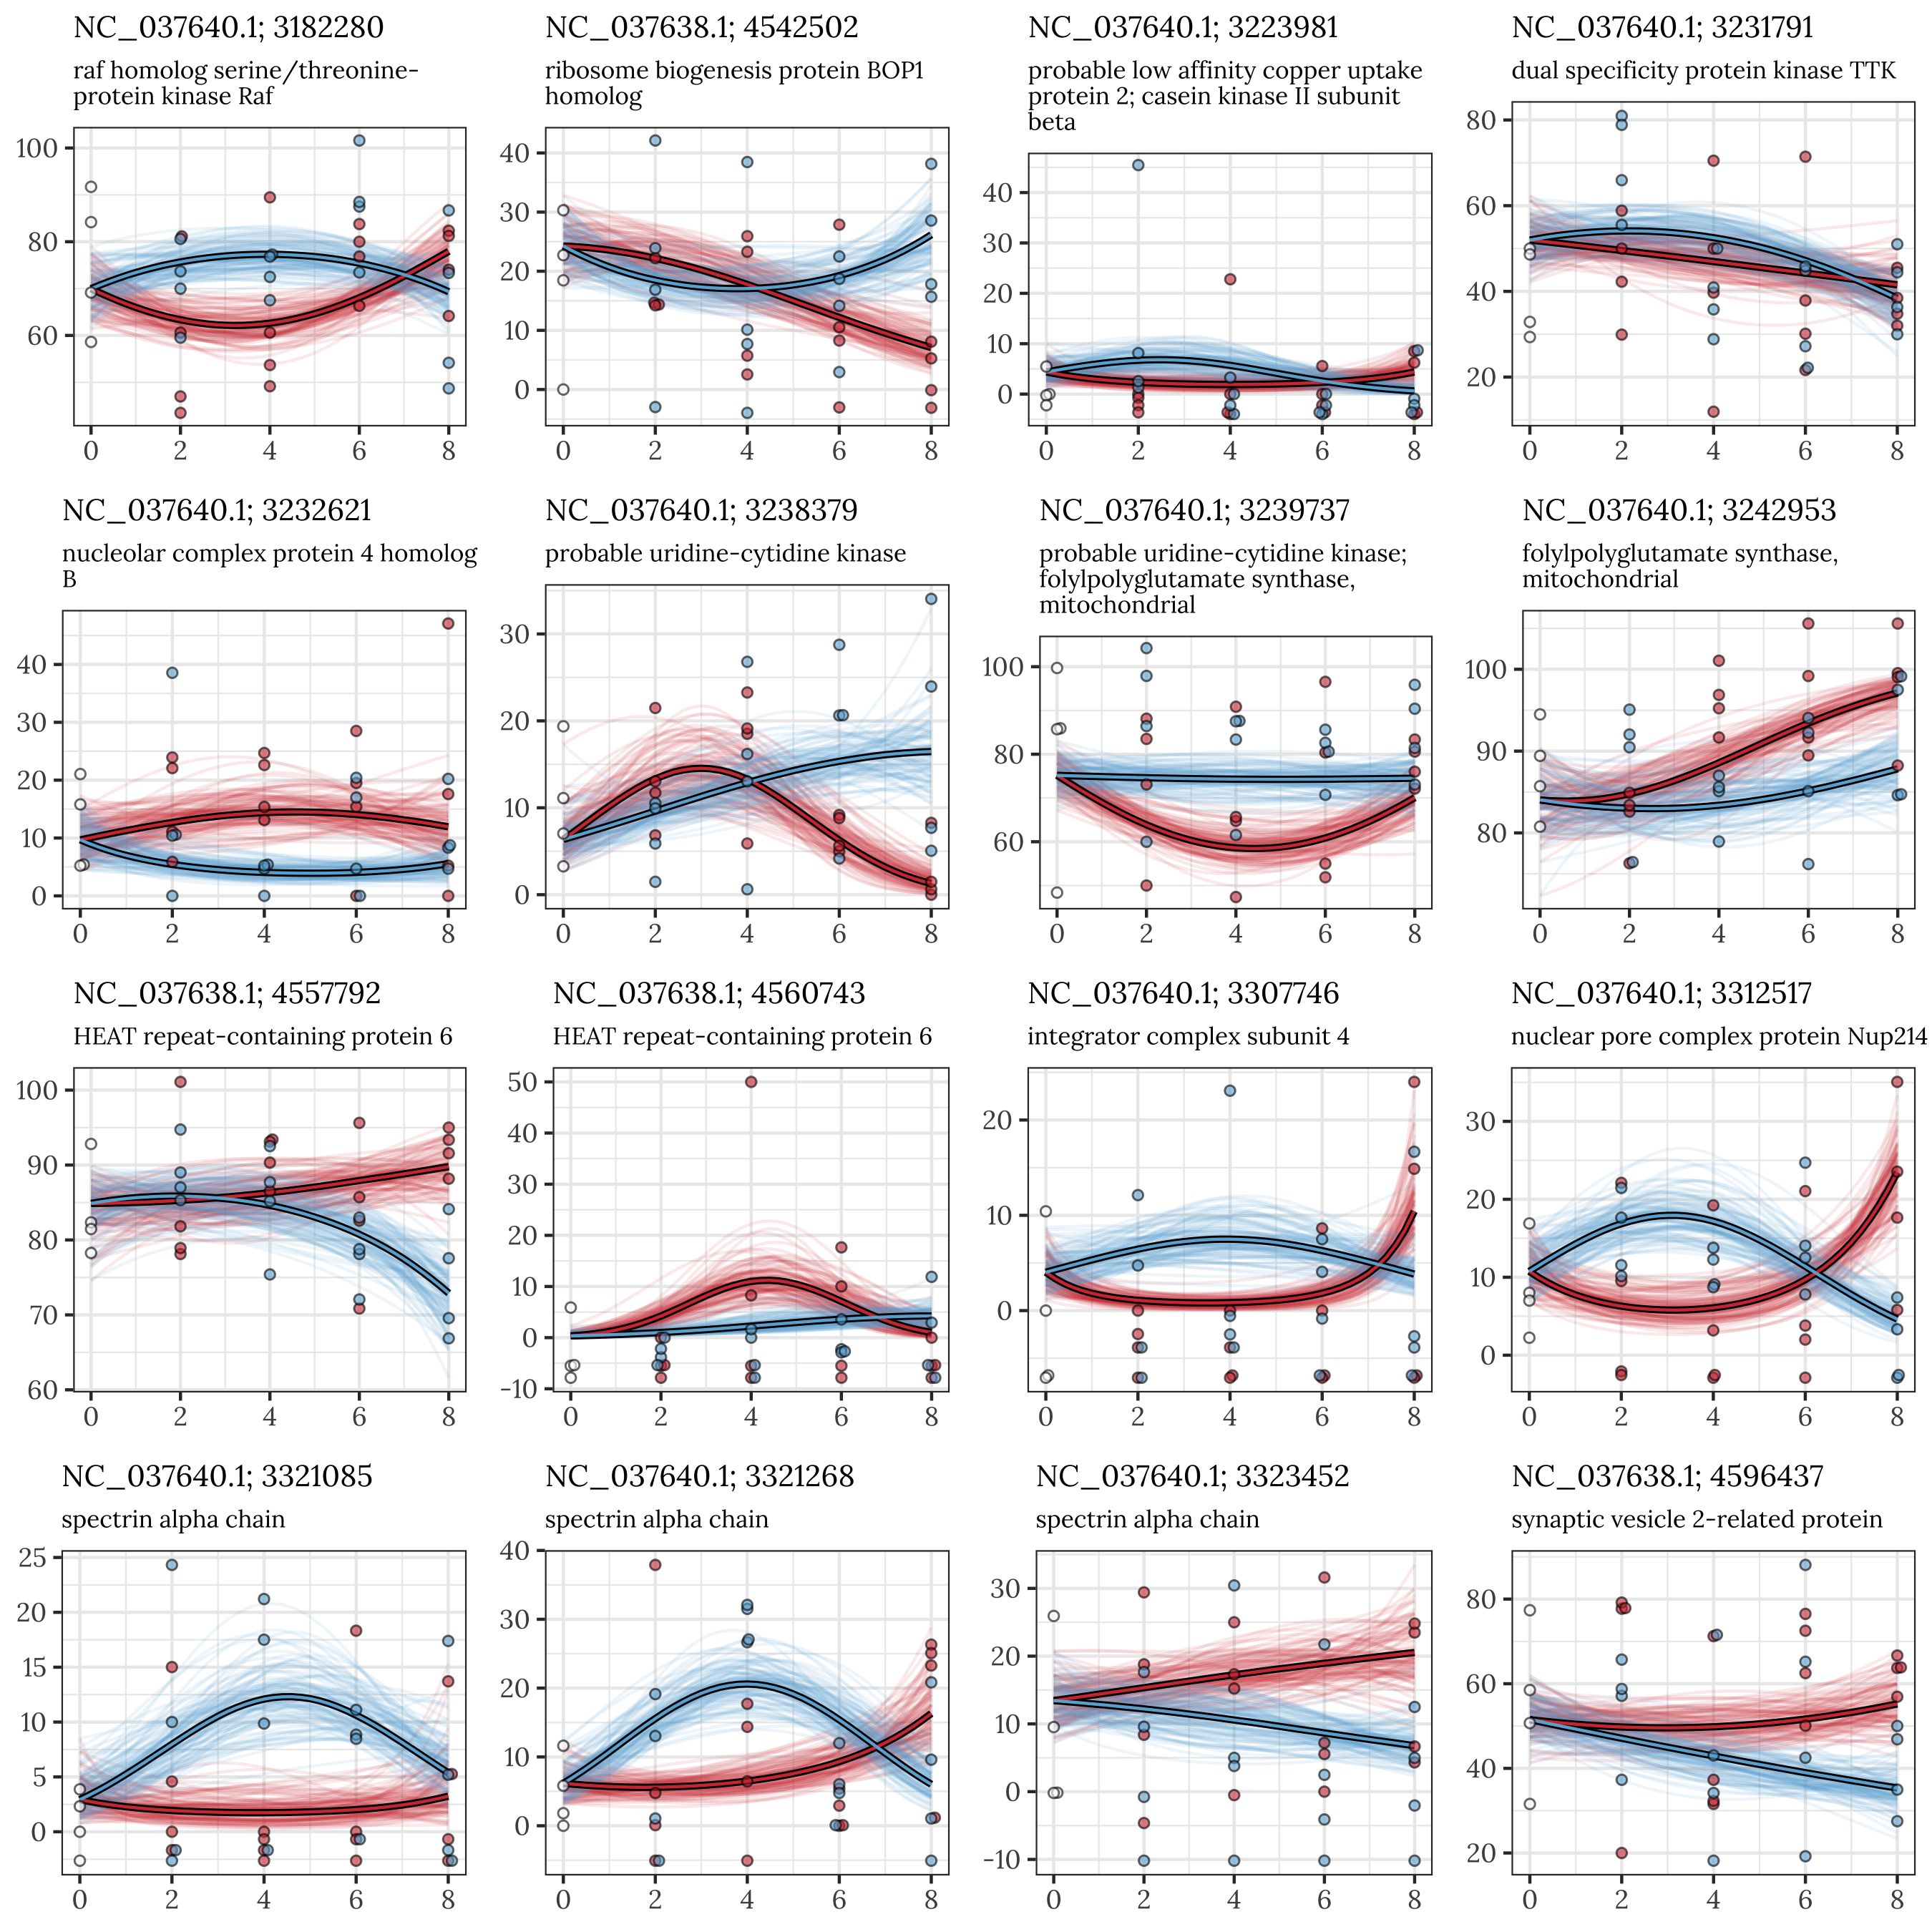 NC_037640.1; 3182280
raf homolog serine/threonine-
protein kinase Raf
100
80
60
0 2 4 6 8
NC_037638.1; 4542502
ribosome biogenesis protein BOP1
homolog
40
30
20
10
0
0 2 4 6 8
NC_037640.1; 3223981
probable low affinity copper uptake
protein 2; casein kinase II subunit
beta
40
30
20
10
0
0 2 4 6 8
NC_037640.1; 3231791
dual specificity protein kinase TTK
80
60
40
20
0 2 4 6 8
NC_037640.1; 3232621
nucleolar complex protein 4 homolog
B
40
30
20
10
0
0 2 4 6 8
NC_037640.1; 3238379
probable uridine-cytidine kinase
30
20
10
0
0 2 4 6 8
NC_037640.1; 3239737
probable uridine-cytidine kinase;
folylpolyglutamate synthase,
mitochondrial
100
80
60
0 2 4 6 8
NC_037640.1; 3242953
folylpolyglutamate synthase,
mitochondrial
100
90
80
0 2 4 6 8
NC_037638.1; 4557792
HEAT repeat-containing protein 6
100
90
80
70
60
0 2 4 6 8
NC_037638.1; 4560743
HEAT repeat-containing protein 6
50
40
30
20
10
0
-10
0 2 4 6 8
NC_037640.1; 3307746
integrator complex subunit 4
20
10
0
0 2 4 6 8
NC_037640.1; 3312517
nuclear pore complex protein Nup214
30
20
10
0
0 2 4 6 8
NC_037640.1; 3321085
spectrin alpha chain
25
20
15
10
5
0
0 2 4 6 8
NC_037640.1; 3321268
spectrin alpha chain
40
30
20
10
0
0 2 4 6 8
NC_037640.1; 3323452
spectrin alpha chain
30
20
10
0
-10
0 2 4 6 8
NC_037638.1; 4596437
synaptic vesicle 2-related protein
80
60
40
20
0 2 4 6 8